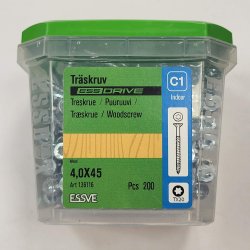 Träskruv
ESSDRIVE
Treskrue / Puuruuvi /
Træskrue / Woodscrew
C1
Indoor
4,0X45
Art 139116
Pcs 200
ESSVE
TX20